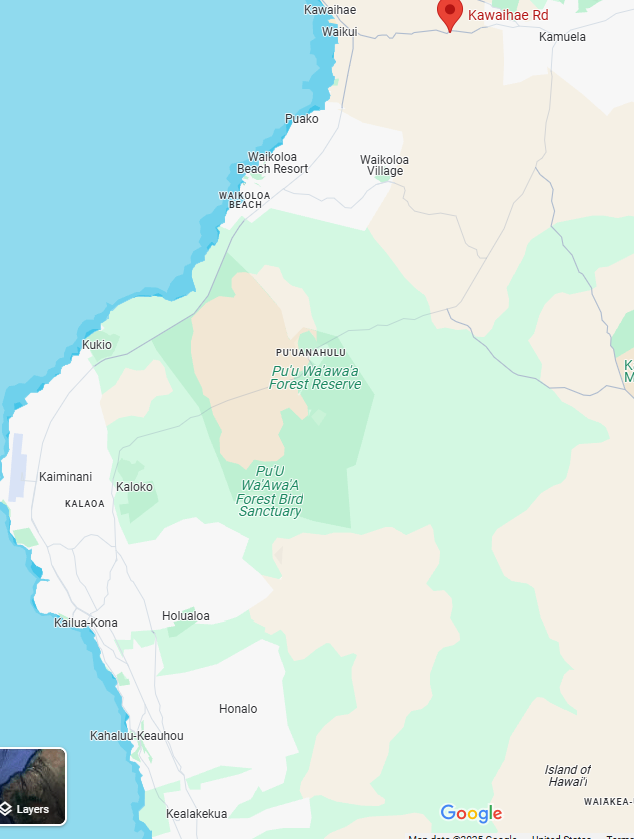 Kawaihae
Kawaihae Rd
Waikui
Kamuela
Puako
Waikoloa
Beach Resort
Waikoloa
Village
WAIKOLOA
BEACH
Kukio
PU'UANAHULU
Pu'u Wa'awa'a
Forest Reserve
K
M
Kaiminani
Kaloko
KALAOA
Pu'U
Wa'Awa'A
Forest Bird
Sanctuary
Kailua-Kona
Holualoa
Honalo
Kahaluu-Keauhou
Island of
Hawai'i
WAIĀKEA-
Layers
Google
Kealakekua
Map data ©2025 Google United States Terms